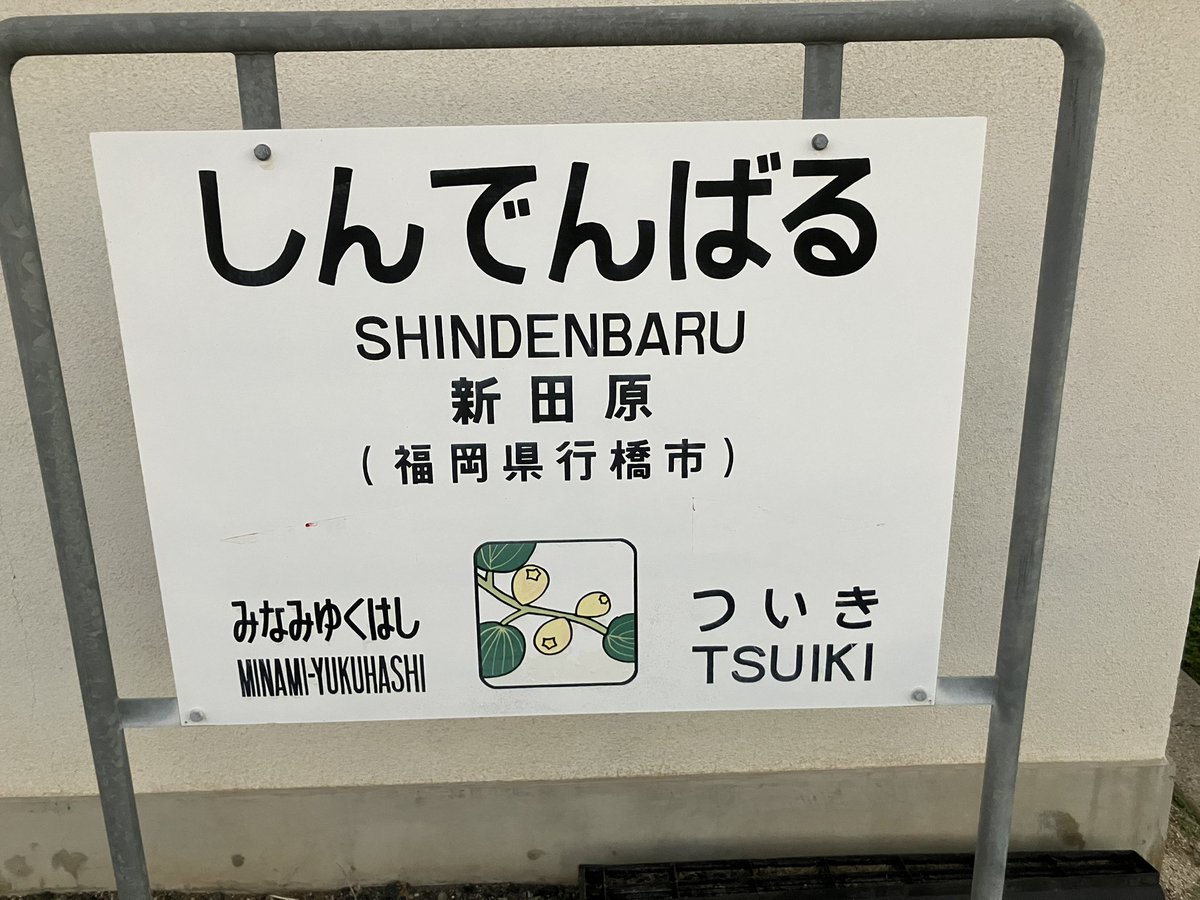 しんでんばる
SHINDENBARU
新田原
(福岡県行橋市)
みなみゆくはし
MINAMI-YUKUHASHI
ついき
TSUIKI